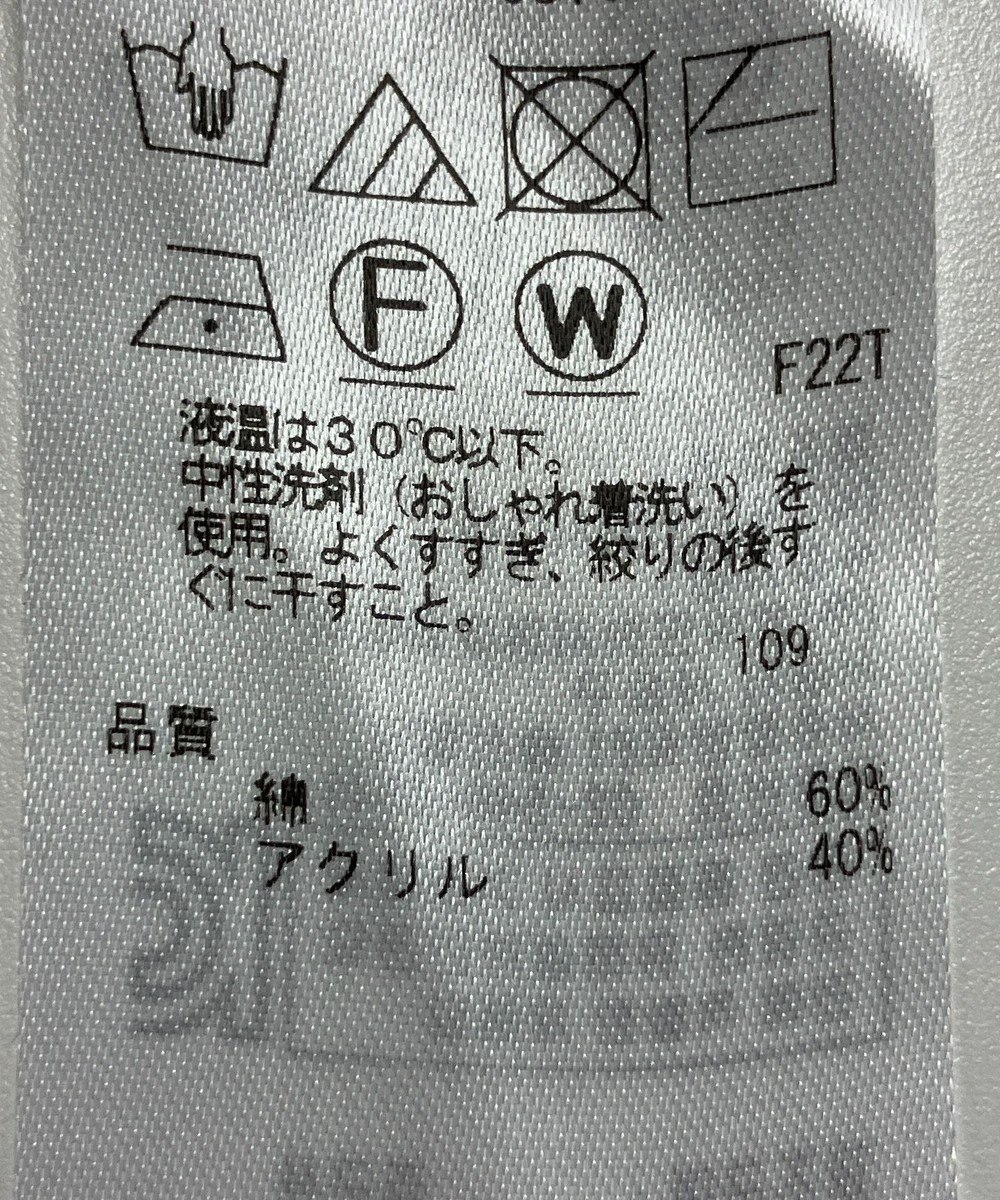 F
W
F22T
液温は30℃以下。
中性洗剤(おしゃれ着洗い)を
使用。よくすすぎ、絞りの後す
ぐに干すこと。
109
品質
綿 60%
アクリル 40%